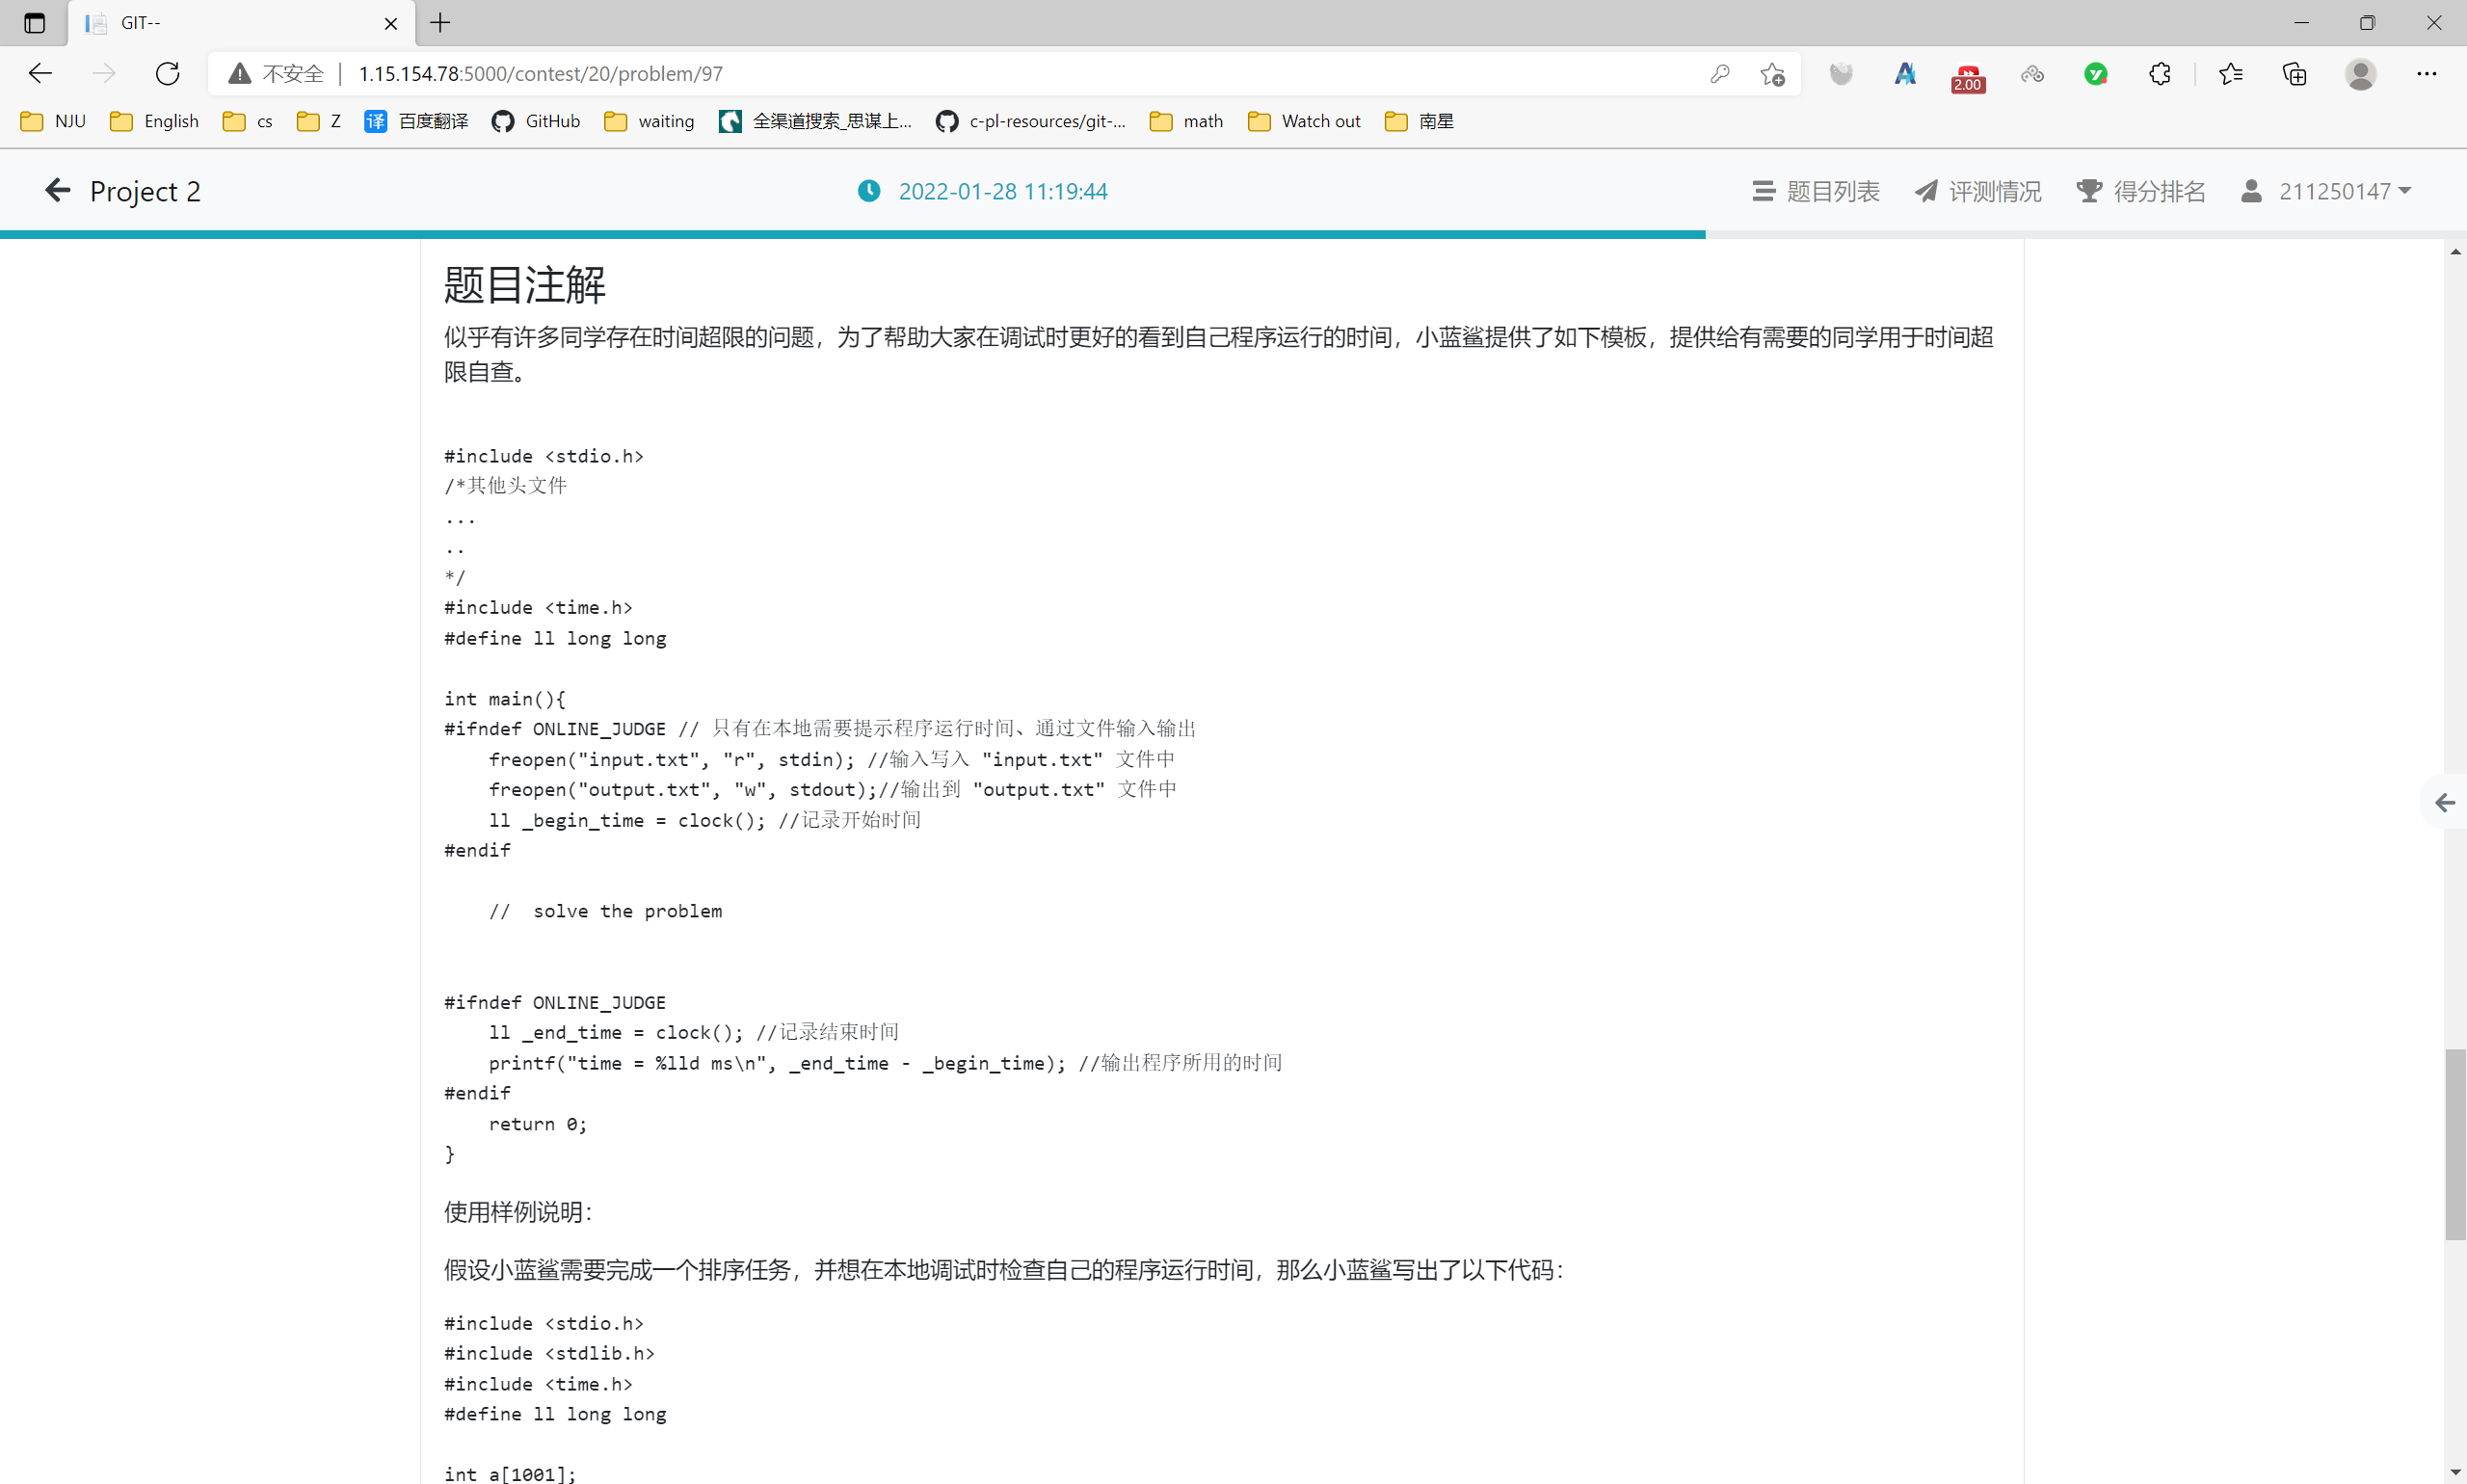 GIT--
不安全 | 1.15.154.78:5000/contest/20/problem/97
2.00
NJU English cs Z 译 百度翻译 GitHub waiting 全渠道搜索_思谋上... c-pl-resources/git-... math Watch out 南星
Project 2 2022-01-28 11:19:44 题目列表 评测情况 得分排名 211250147
题目注解
似乎有许多同学存在时间超限的问题，为了帮助大家在调试时更好的看到自己程序运行的时间，小蓝鲨提供了如下模板，提供给有需要的同学用于时间超
限自查。
#include <stdio.h>
/*其他头文件
...
..
*/
#include <time.h>
#define ll long long
int main(){
#ifndef ONLINE_JUDGE // 只有在本地需要提示程序运行时间、通过文件输入输出
    freopen("input.txt", "r", stdin); //输入写入 "input.txt" 文件中
    freopen("output.txt", "w", stdout);//输出到 "output.txt" 文件中
    ll _begin_time = clock(); //记录开始时间
#endif
    //  solve the problem
#ifndef ONLINE_JUDGE
    ll _end_time = clock(); //记录结束时间
    printf("time = %lld ms\n", _end_time - _begin_time); //输出程序所用的时间
#endif
    return 0;
}
使用样例说明：
假设小蓝鲨需要完成一个排序任务，并想在本地调试时检查自己的程序运行时间，那么小蓝鲨写出了以下代码：
#include <stdio.h>
#include <stdlib.h>
#include <time.h>
#define ll long long
int a[1001];